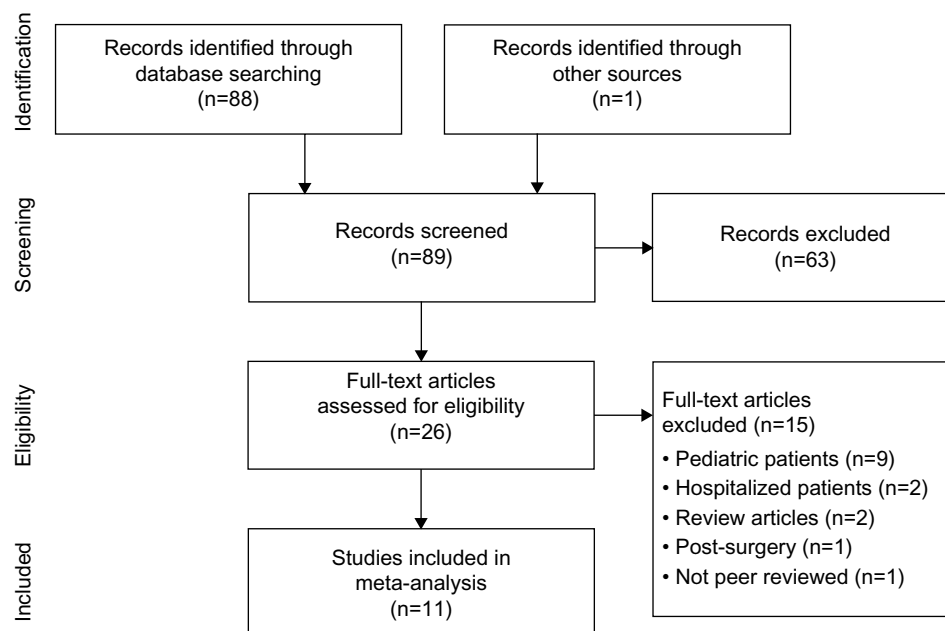 Identification
Records identified through
database searching
(n=88)
Records identified through
other sources
(n=1)
Screening
Records screened
(n=89)
Records excluded
(n=63)
Eligibility
Full-text articles
assessed for eligibility
(n=26)
Full-text articles
excluded (n=15)
• Pediatric patients (n=9)
• Hospitalized patients (n=2)
• Review articles (n=2)
• Post-surgery (n=1)
• Not peer reviewed (n=1)
Included
Studies included in
meta-analysis
(n=11)